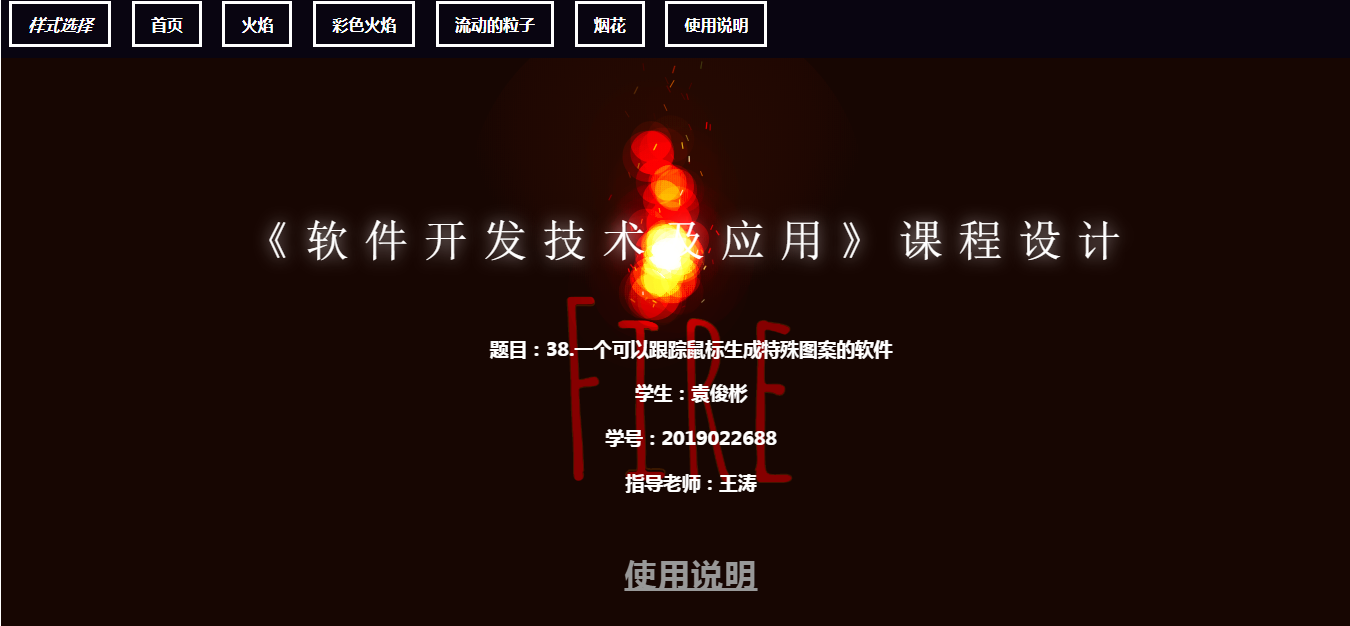 样式选择 首页 火焰 彩色火焰 流动的粒子 烟花 使用说明
《软件开发技术及应用》课程设计
FIRE
题目：38.一个可以跟踪鼠标生成特殊图案的软件
学生：袁俊彬
学号：2019022688
指导老师：王涛
使用说明